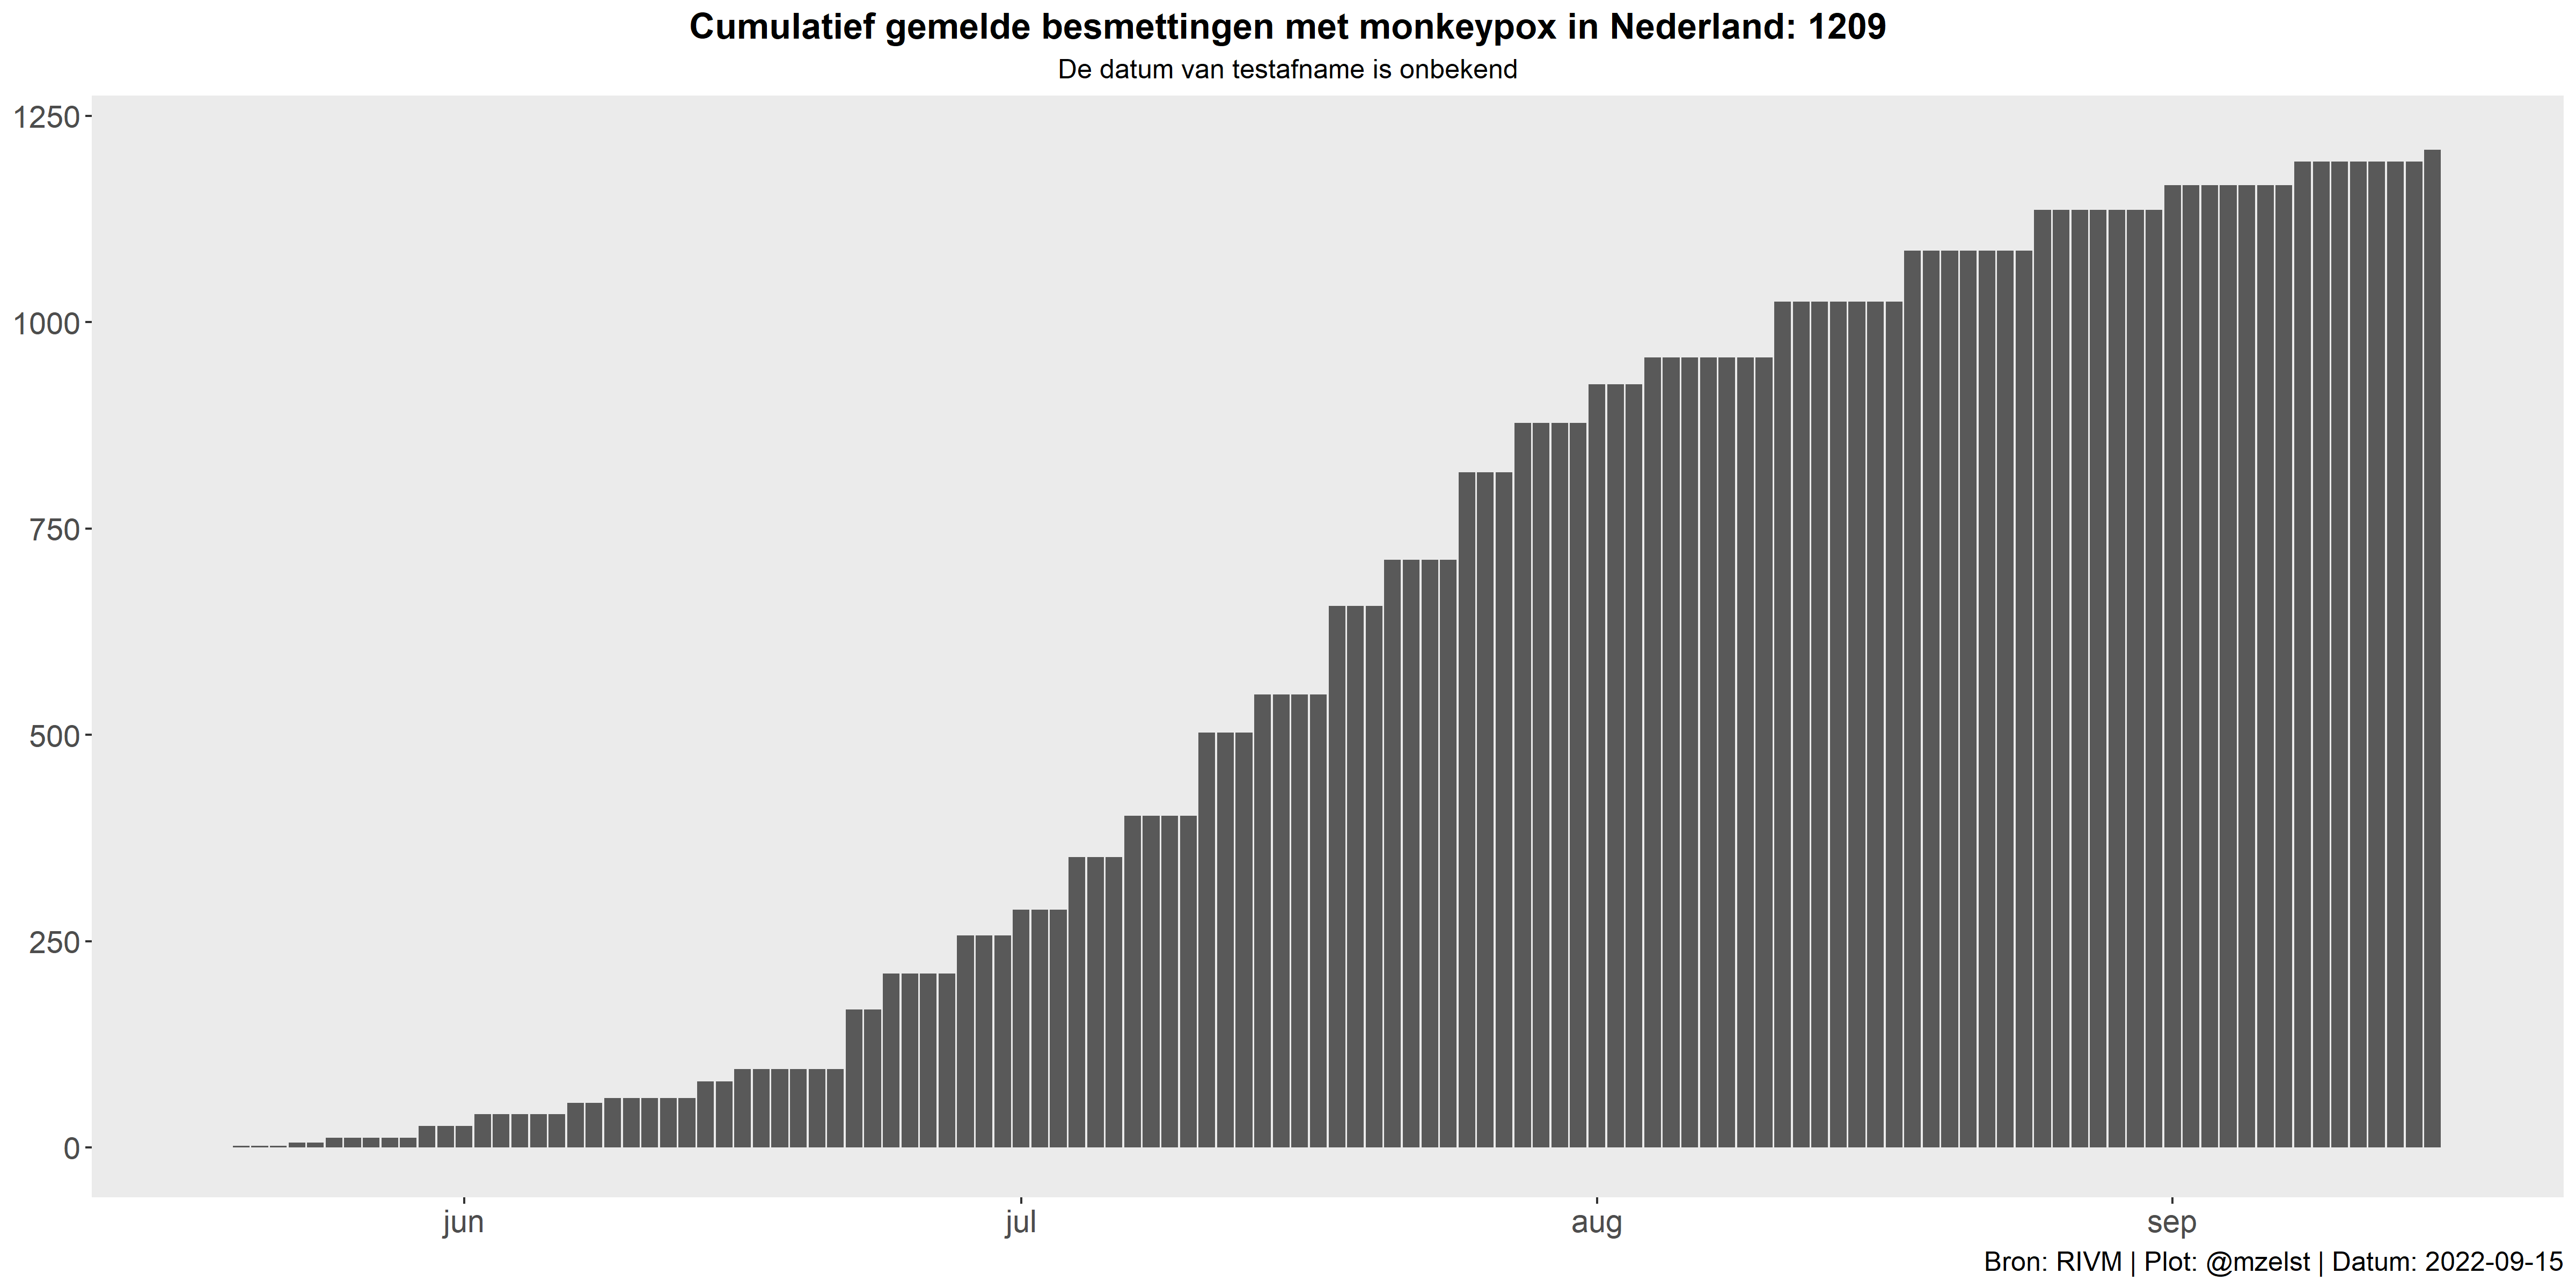 Cumulatief gemelde besmettingen met monkeypox in Nederland: 1209
De datum van testafname is onbekend
1250
1000
750
500
250
0
jun jul aug sep
Bron: RIVM | Plot: @mzelst | Datum: 2022-09-15